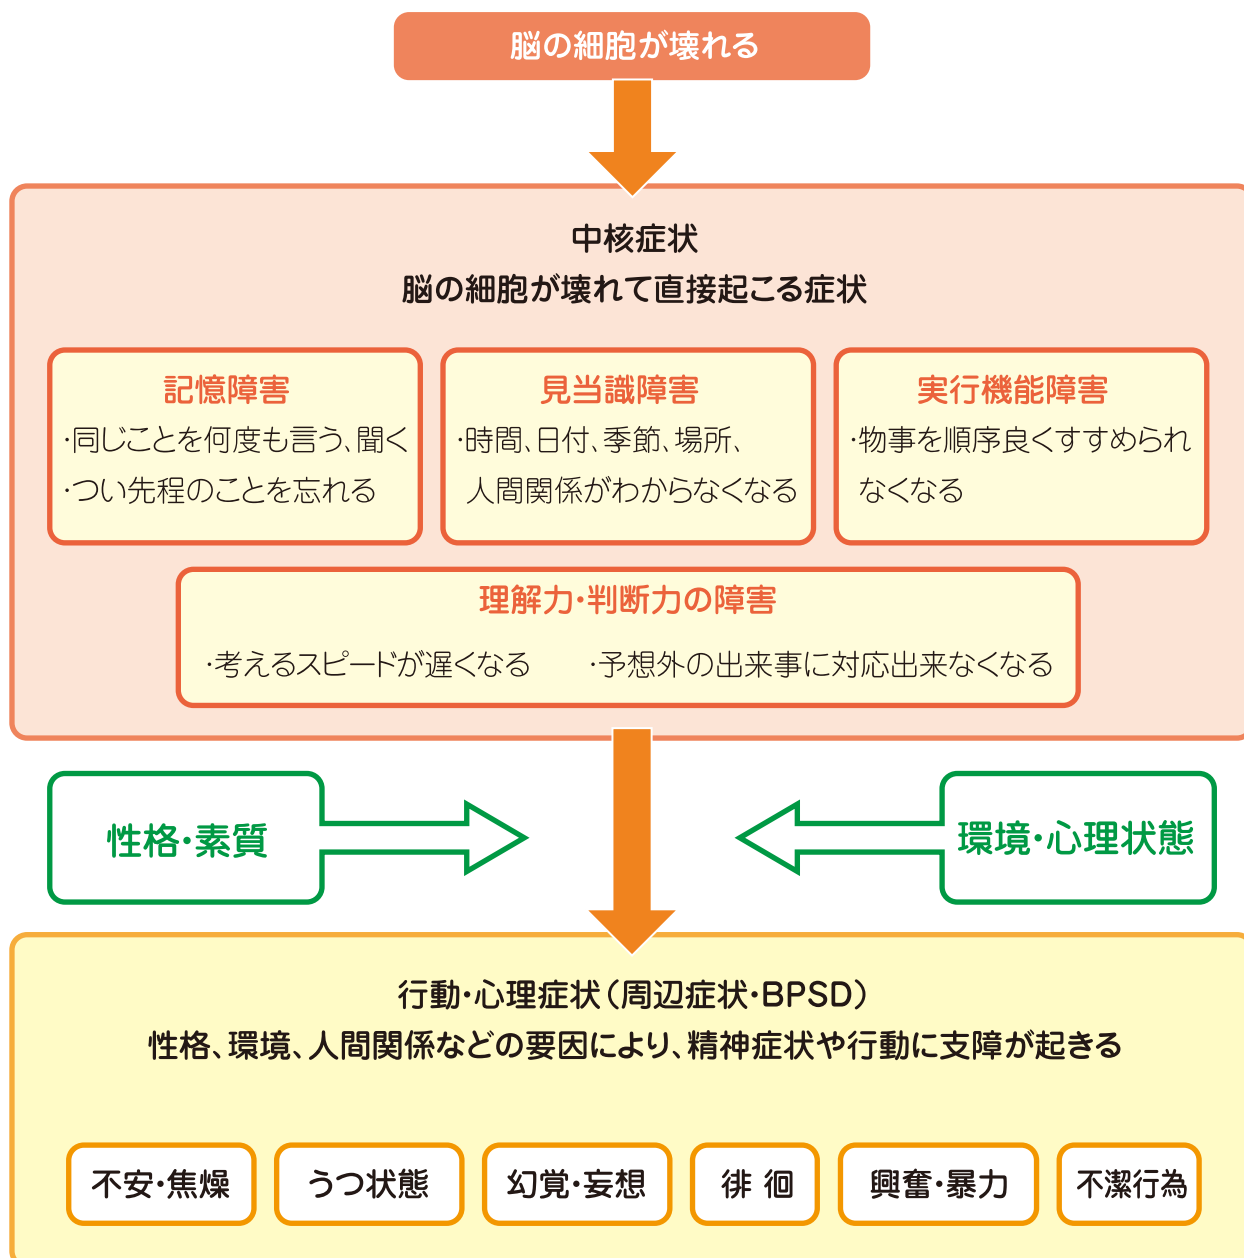 脳の細胞が壊れる
中核症状
脳の細胞が壊れて直接起こる症状
記憶障害
・同じことを何度も言う、聞く
・つい先程のことを忘れる
見当識障害
・時間、日付、季節、場所、
人間関係がわからなくなる
実行機能障害
・物事を順序良くすすめられ
なくなる
理解力・判断力の障害
・考えるスピードが遅くなる　・予想外の出来事に対応出来なくなる
性格・素質
環境・心理状態
行動・心理症状（周辺症状・BPSD）
性格、環境、人間関係などの要因により、精神症状や行動に支障が起きる
不安・焦燥
うつ状態
幻覚・妄想
徘 徊
興奮・暴力
不潔行為